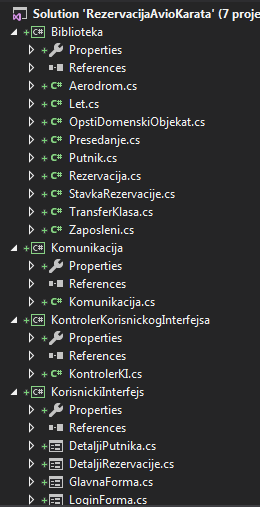 Solution 'RezervacijaAvioKarata' (7 proje
Biblioteka
Properties
References
Aerodrom.cs
Let.cs
OpstiDomenskiObjekat.cs
Presedanje.cs
Putnik.cs
Rezervacija.cs
StavkaRezervacije.cs
TransferKlasa.cs
Zaposleni.cs
Komunikacija
Properties
References
Komunikacija.cs
KontrolerKorisnickogInterfejsa
Properties
References
KontrolerKI.cs
KorisnickiInterfejs
Properties
References
DetaljiPutnika.cs
DetaljiRezervacije.cs
GlavnaForma.cs
LoginForma.cs